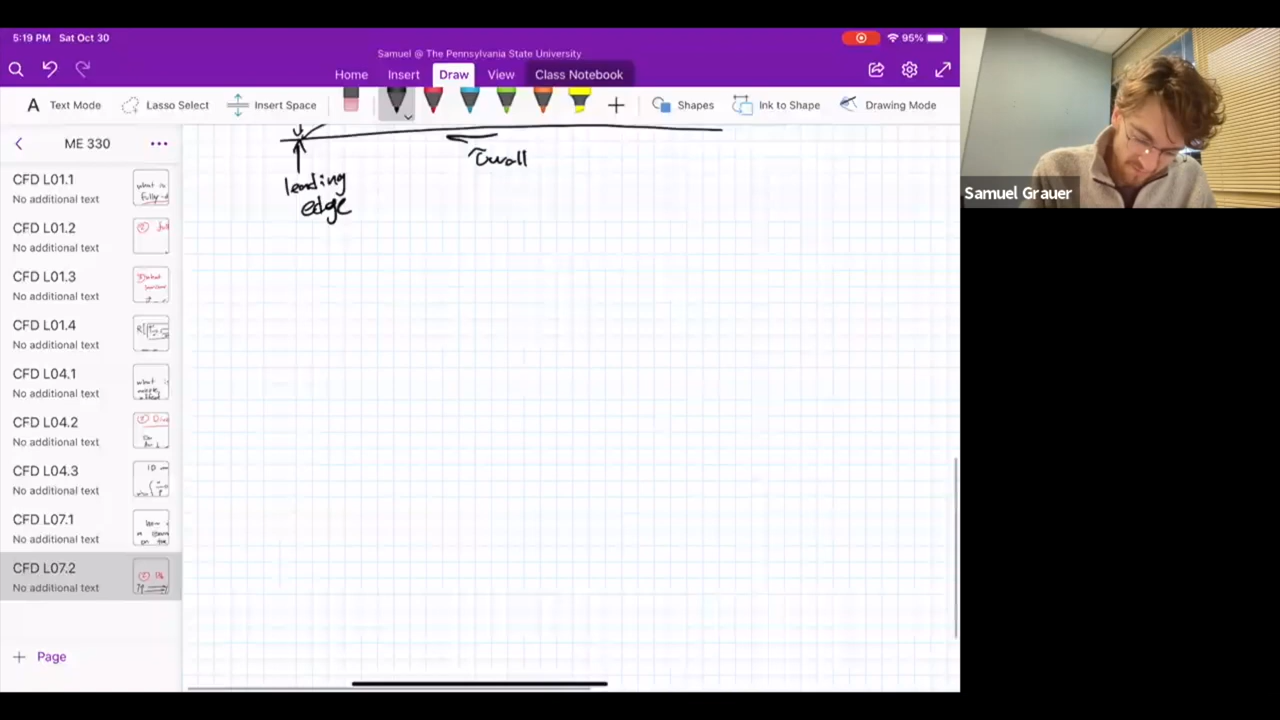 5:19 PM Sat Oct 30
95%
Samuel @ The Pennsylvania State University
Home Insert Draw View Class Notebook
A Text Mode Lasso Select Insert Space + Shapes Ink to Shape Drawing Mode
ME 330
CFD L01.1
No additional text
CFD L01.2
No additional text
CFD L01.3
No additional text
CFD L01.4
No additional text
CFD L04.1
No additional text
CFD L04.2
No additional text
CFD L04.3
No additional text
CFD L07.1
No additional text
CFD L07.2
No additional text
+ Page
τwall
leading
edge
Samuel Grauer